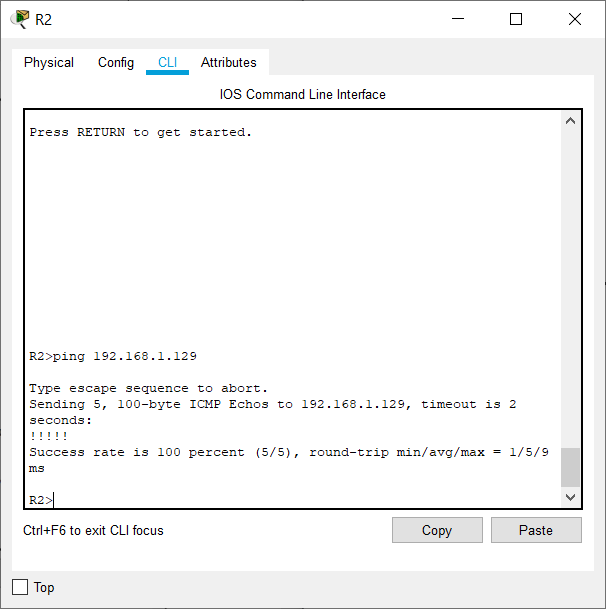 R2
Physical Config CLI Attributes
IOS Command Line Interface
Press RETURN to get started.
R2>ping 192.168.1.129
Type escape sequence to abort.
Sending 5, 100-byte ICMP Echos to 192.168.1.129, timeout is 2
seconds:
!!!!!
Success rate is 100 percent (5/5), round-trip min/avg/max = 1/5/9
ms
R2>
Ctrl+F6 to exit CLI focus Copy Paste
Top